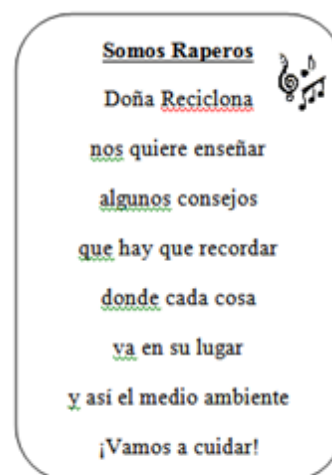 Somos Raperos
Doña Reciclona
nos quiere enseñar
algunos consejos
que hay que recordar
donde cada cosa
va en su lugar
y así el medio ambiente
¡Vamos a cuidar!